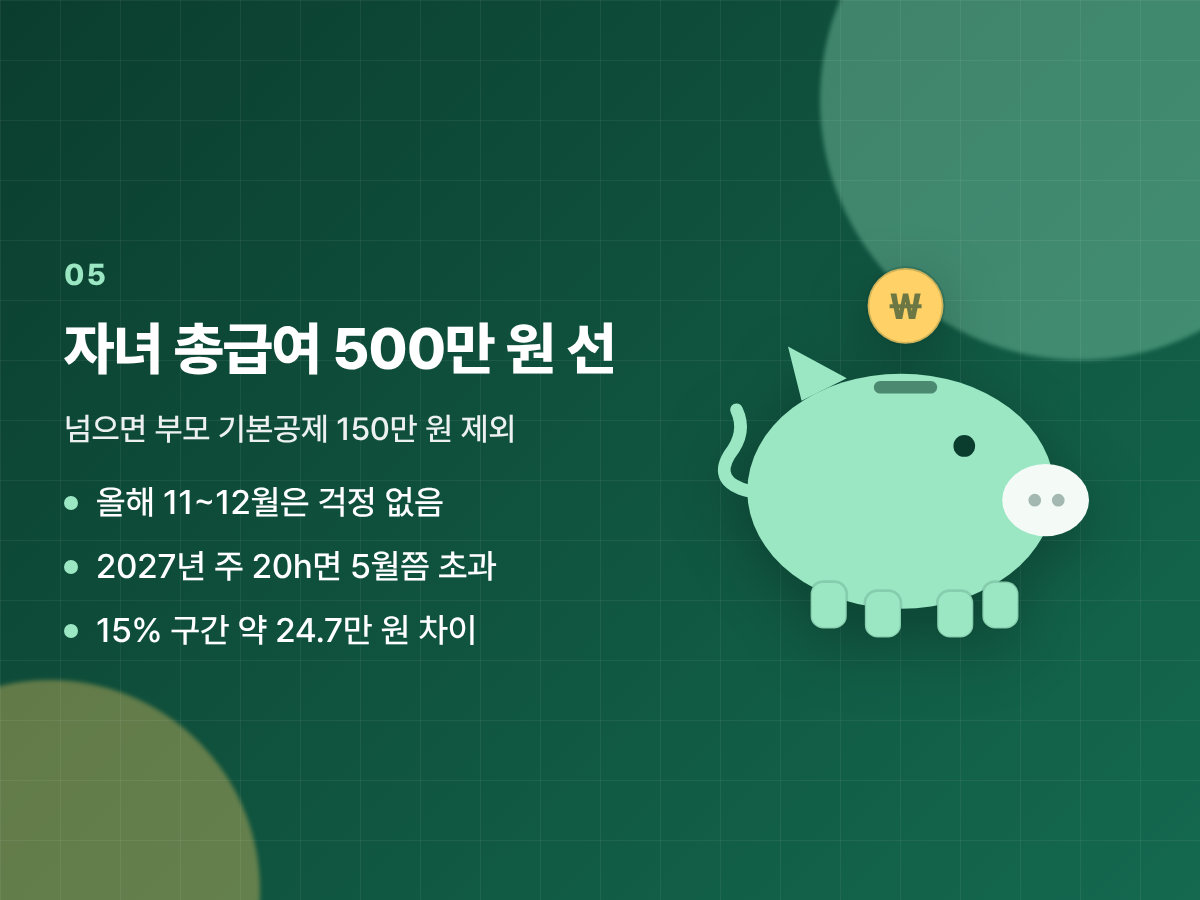 05
자녀 총급여 500만 원 선
넘으면 부모 기본공제 150만 원 제외
올해 11~12월은 걱정 없음
2027년 주 20h면 5월쯤 초과
15% 구간 약 24.7만 원 차이
₩